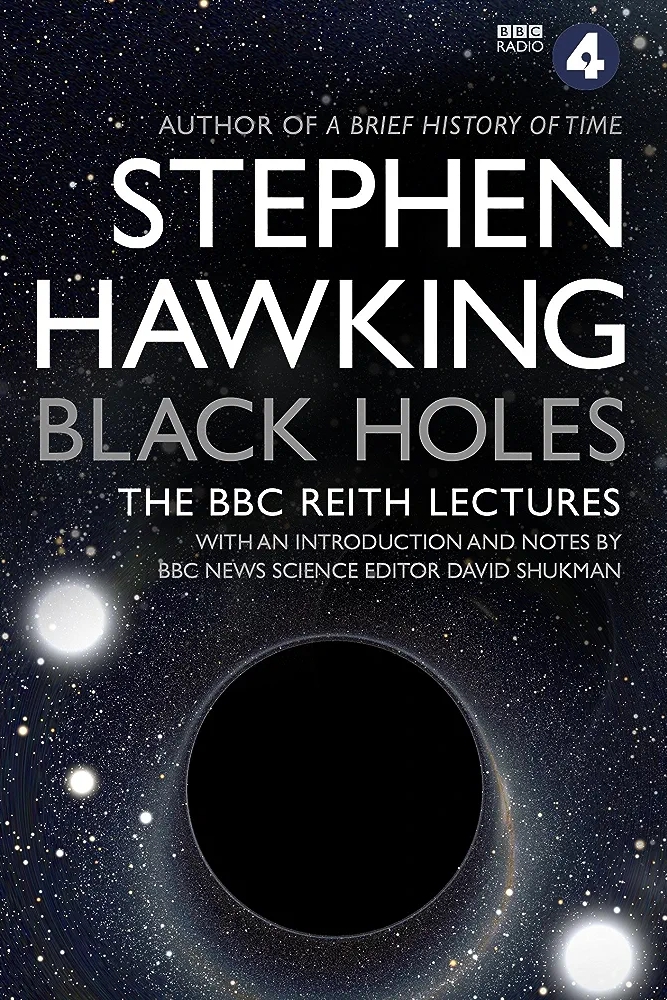 BBC
RADIO
4
AUTHOR OF A BRIEF HISTORY OF TIME
STEPHEN
HAWKING
BLACK HOLES
THE BBC REITH LECTURES
WITH AN INTRODUCTION AND NOTES BY
BBC NEWS SCIENCE EDITOR DAVID SHUKMAN